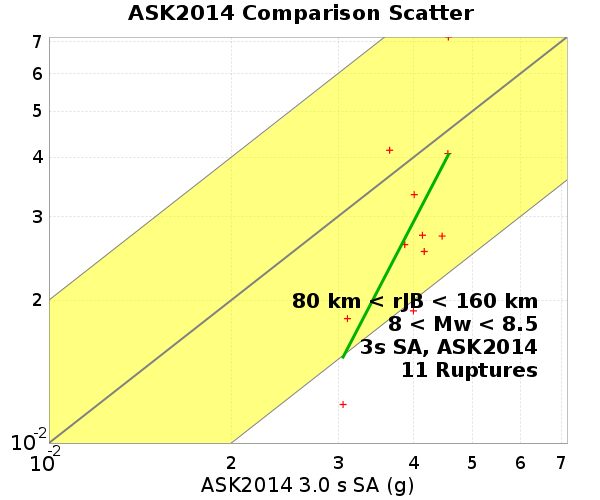 ASK2014 Comparison Scatter
7
6
5
4
3
2
10-2
80 km < rJB < 160 km
8 < Mw < 8.5
3s SA, ASK2014
11 Ruptures
10-2
2
3
4
5
6
7
ASK2014 3.0 s SA (g)